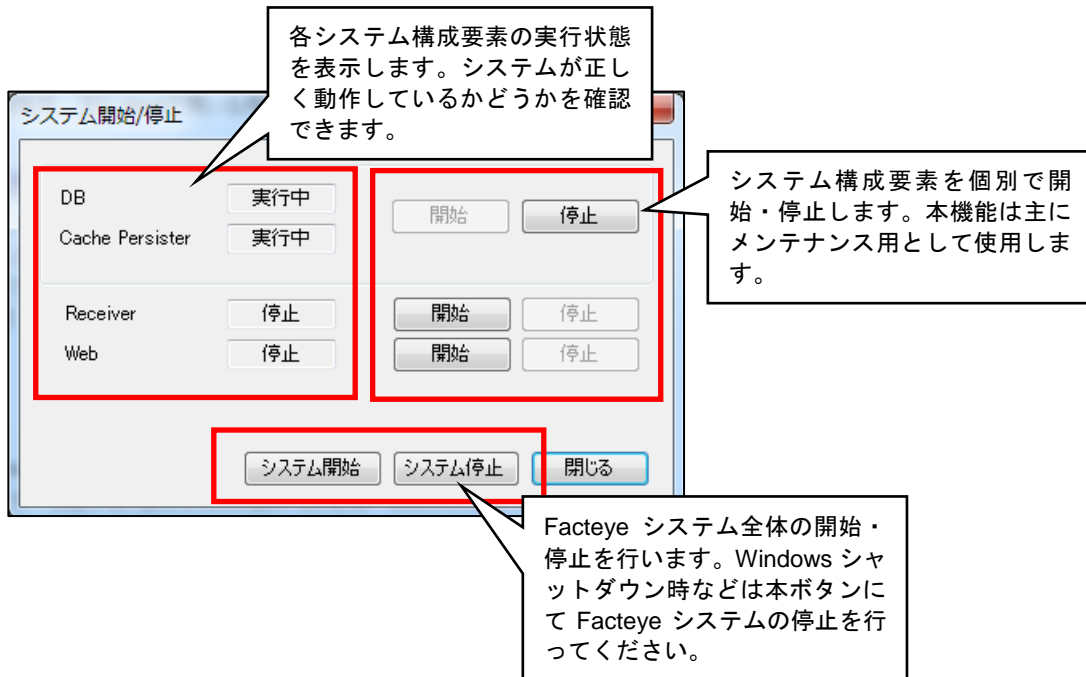 各システム構成要素の実行状態
を表示します。システムが正し
く動作しているかどうかを確認
できます。
システム開始/停止
システム構成要素を個別で開
始・停止します。本機能は主に
メンテナンス用として使用しま
す。
DB 実行中 開始 停止
Cache Persister 実行中
Receiver 停止 開始 停止
Web 停止 開始 停止
システム開始 システム停止 閉じる
Facteye システム全体の開始・
停止を行います。Windows シャ
ットダウン時などは本ボタンに
て Facteye システムの停止を行
ってください。